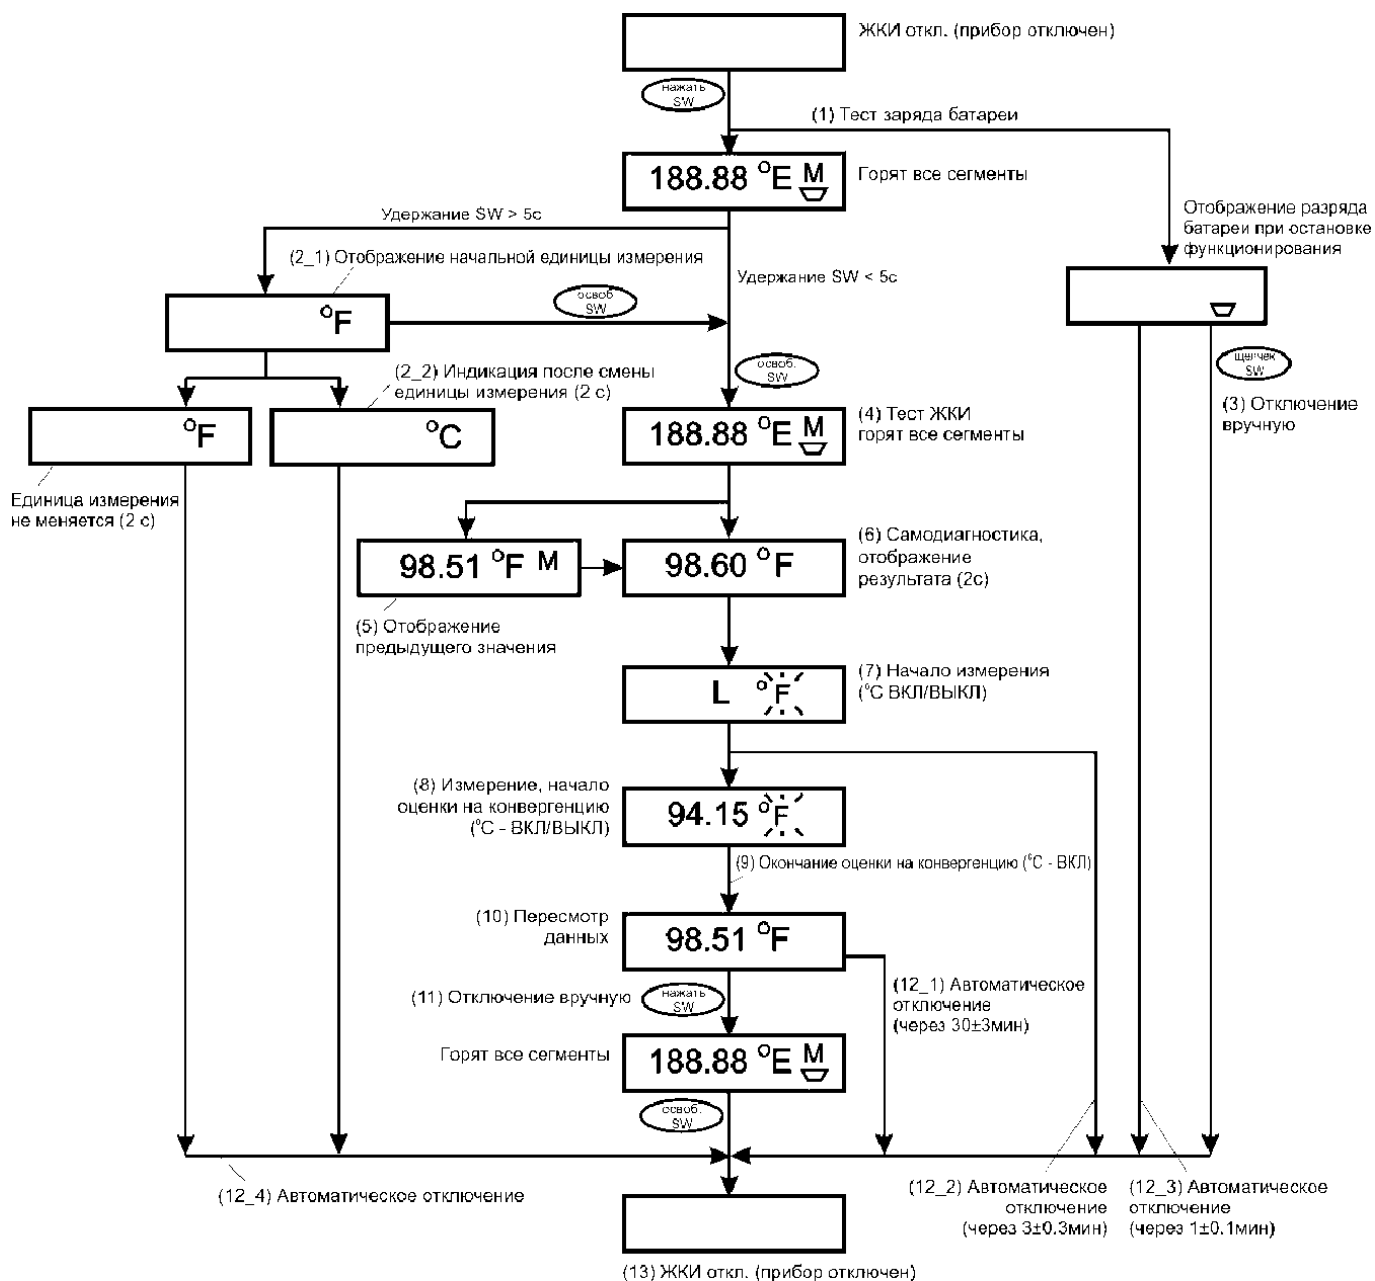 ЖКИ откл. (прибор отключен)
нажать
SW
(1) Тест заряда батареи
188.88 °E M
Горят все сегменты
Удержание SW > 5с
Отображение разряда
батареи при остановке
функционирования
(2_1) Отображение начальной единицы измерения
Удержание SW < 5с
освоб
SW
°F
щелчек
SW
(2_2) Индикация после смены
единицы измерения (2 с)
освоб.
SW
(3) Отключение
вручную
°F
°C
188.88 °E M
(4) Тест ЖКИ
горят все сегменты
Единица измерения
не меняется (2 с)
98.51 °F M
98.60 °F
(6) Самодиагностика,
отображение
результата (2с)
(5) Отображение
предыдущего значения
L °F
(7) Начало измерения
(°С ВКЛ/ВЫКЛ)
(8) Измерение, начало
оценки на конвергенцию
(°С - ВКЛ/ВЫКЛ)
94.15 °F
(9) Окончание оценки на конвергенцию (°С - ВКЛ)
(10) Пересмотр
данных
98.51 °F
(11) Отключение вручную
нажать
SW
(12_1) Автоматическое
отключение
(через 30±3мин)
Горят все сегменты
188.88 °E M
освоб.
SW
(12_4) Автоматическое отключение
(12_2) Автоматическое
отключение
(через 3±0.3мин)
(12_3) Автоматическое
отключение
(через 1±0.1мин)
(13) ЖКИ откл. (прибор отключен)